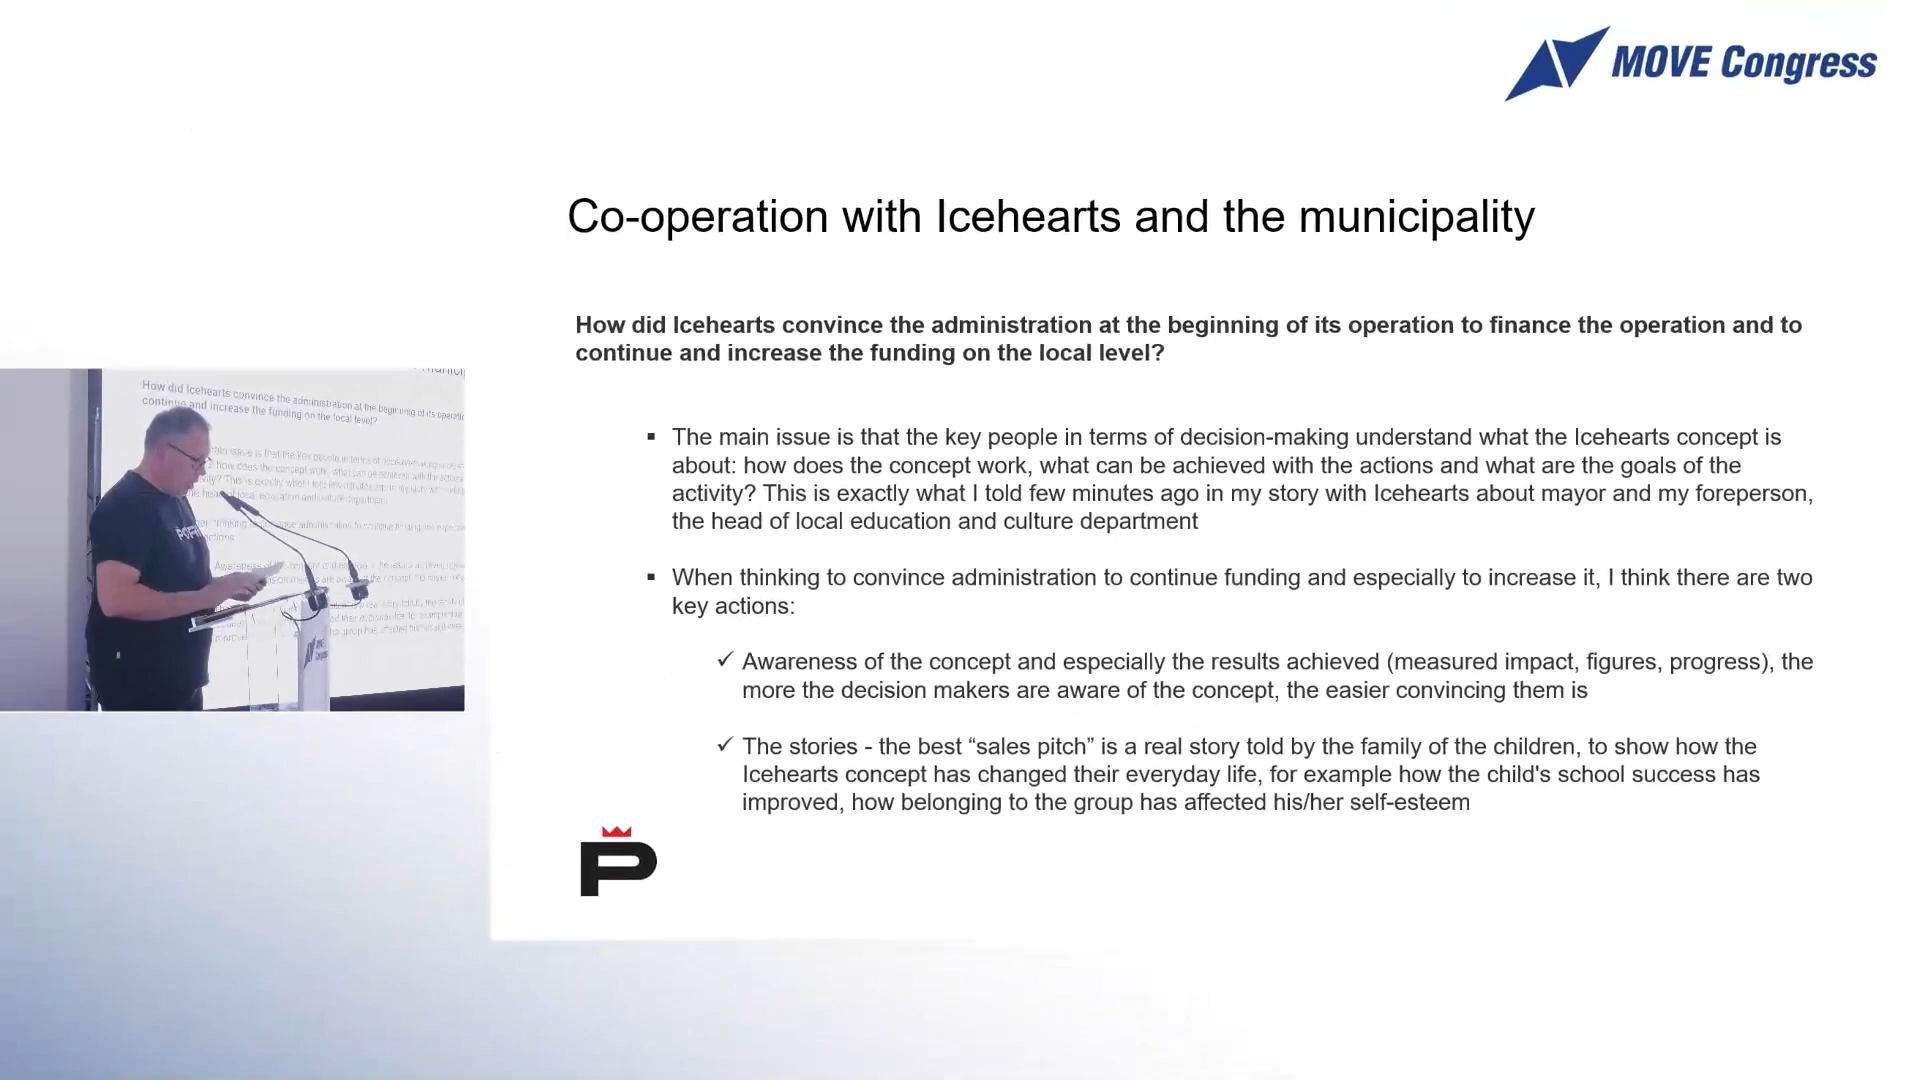 MOVE Congress
Co-operation with Icehearts and the municipality
How did Icehearts convince the administration at the beginning of its operation to finance the operation and to
continue and increase the funding on the local level?
The main issue is that the key people in terms of decision-making understand what the Icehearts concept is
about: how does the concept work, what can be achieved with the actions and what are the goals of the
activity? This is exactly what I told few minutes ago in my story with Icehearts about mayor and my foreperson,
the head of local education and culture department
When thinking to convince administration to continue funding and especially to increase it, I think there are two
key actions:
✓ Awareness of the concept and especially the results achieved (measured impact, figures, progress), the
more the decision makers are aware of the concept, the easier convincing them is
✓ The stories - the best “sales pitch” is a real story told by the family of the children, to show how the
Icehearts concept has changed their everyday life, for example how the child's school success has
improved, how belonging to the group has affected his/her self-esteem
P
How did Icehearts convince the administration at the beginning of its
continue and increase the funding on the local level?